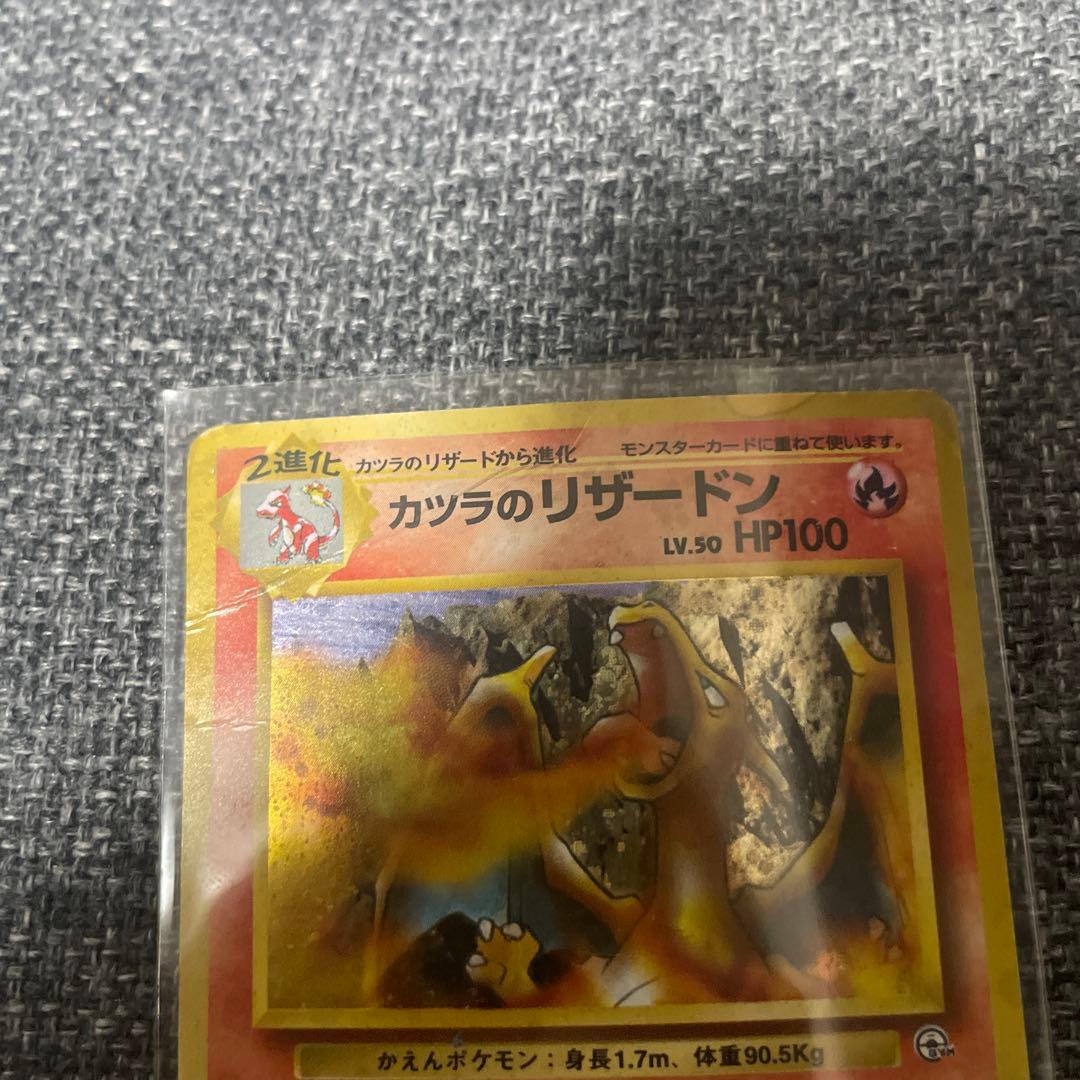 2進化 カツラのリザードから進化 モンスターカードに重ねて使います。
カツラのリザードン
LV.50 HP100
かえんポケモン：身長1.7m、体重90.5Kg
GYM